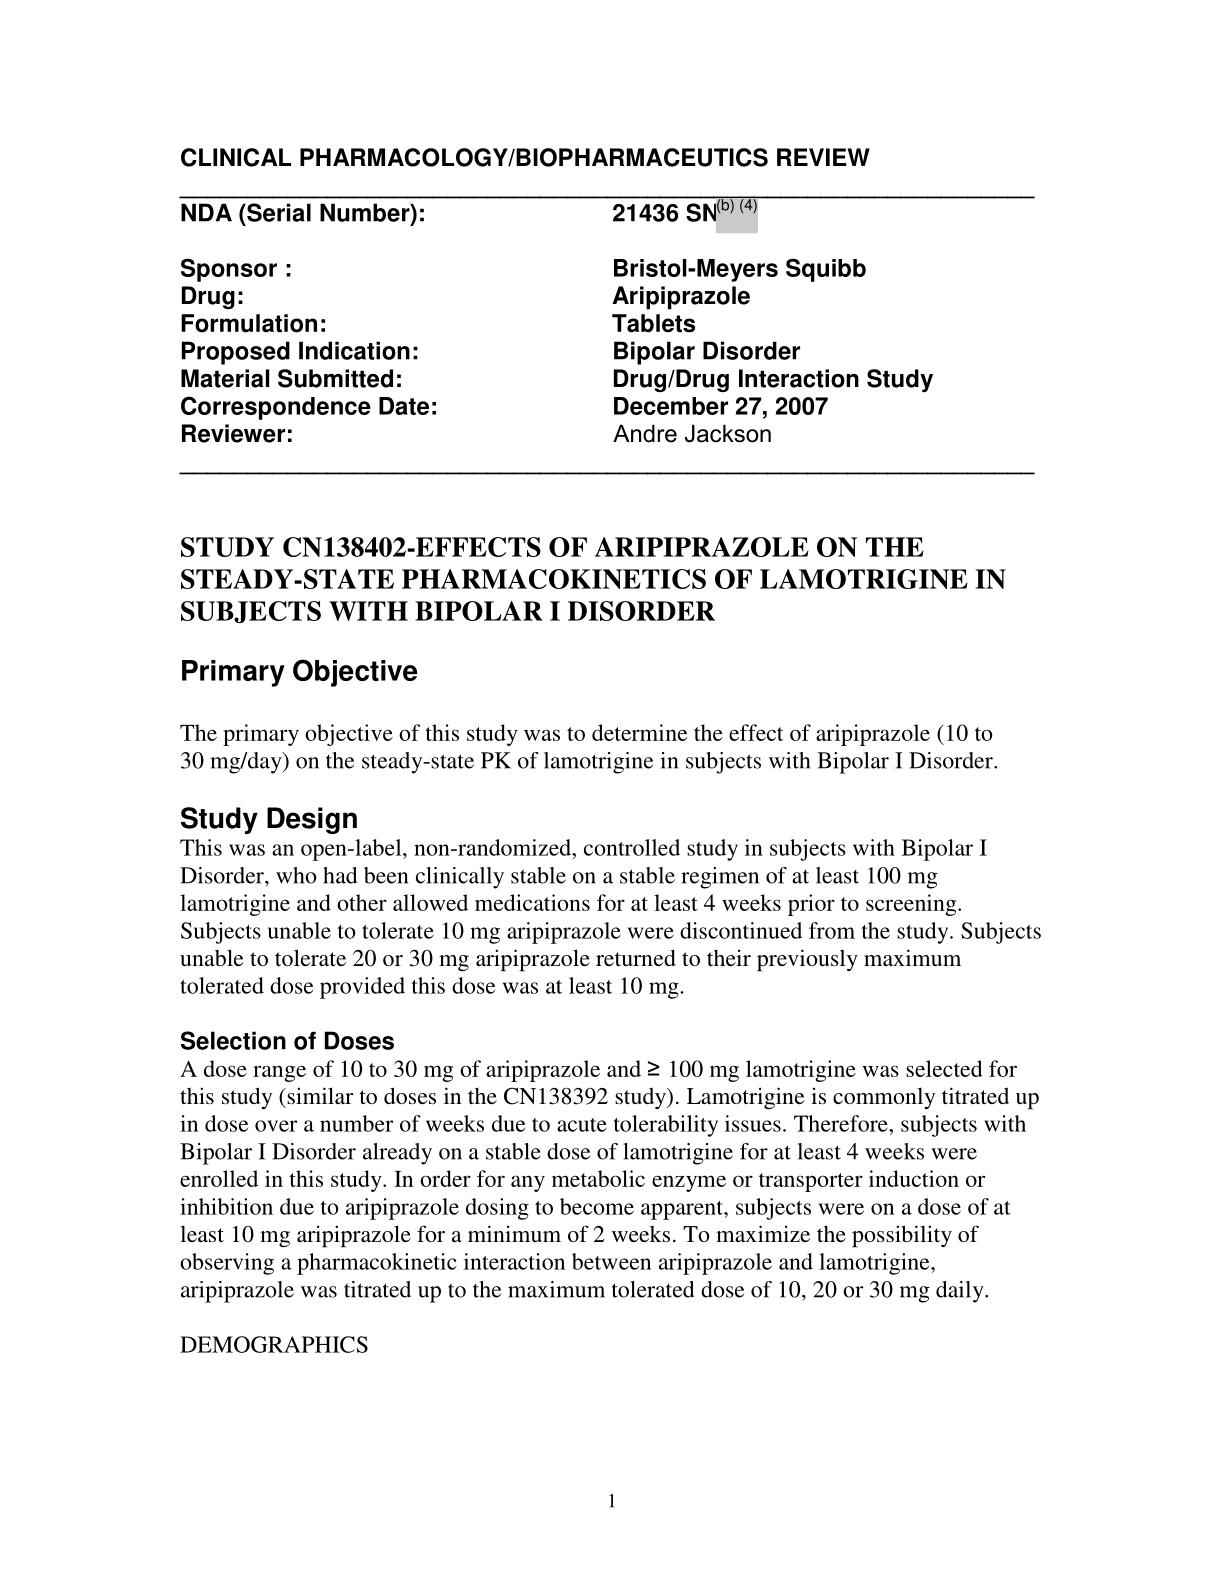 CLINICAL PHARMACOLOGY/BIOPHARMACEUTICS REVIEW
NDA (Serial Number): 21436 SN(b) (4)
Sponsor : Bristol-Meyers Squibb
Drug: Aripiprazole
Formulation: Tablets
Proposed Indication: Bipolar Disorder
Material Submitted: Drug/Drug Interaction Study
Correspondence Date: December 27, 2007
Reviewer: Andre Jackson
STUDY CN138402-EFFECTS OF ARIPIPRAZOLE ON THE
STEADY-STATE PHARMACOKINETICS OF LAMOTRIGINE IN
SUBJECTS WITH BIPOLAR I DISORDER
Primary Objective
The primary objective of this study was to determine the effect of aripiprazole (10 to
30 mg/day) on the steady-state PK of lamotrigine in subjects with Bipolar I Disorder.
Study Design
This was an open-label, non-randomized, controlled study in subjects with Bipolar I
Disorder, who had been clinically stable on a stable regimen of at least 100 mg
lamotrigine and other allowed medications for at least 4 weeks prior to screening.
Subjects unable to tolerate 10 mg aripiprazole were discontinued from the study. Subjects
unable to tolerate 20 or 30 mg aripiprazole returned to their previously maximum
tolerated dose provided this dose was at least 10 mg.
Selection of Doses
A dose range of 10 to 30 mg of aripiprazole and ≥ 100 mg lamotrigine was selected for
this study (similar to doses in the CN138392 study). Lamotrigine is commonly titrated up
in dose over a number of weeks due to acute tolerability issues. Therefore, subjects with
Bipolar I Disorder already on a stable dose of lamotrigine for at least 4 weeks were
enrolled in this study. In order for any metabolic enzyme or transporter induction or
inhibition due to aripiprazole dosing to become apparent, subjects were on a dose of at
least 10 mg aripiprazole for a minimum of 2 weeks. To maximize the possibility of
observing a pharmacokinetic interaction between aripiprazole and lamotrigine,
aripiprazole was titrated up to the maximum tolerated dose of 10, 20 or 30 mg daily.
DEMOGRAPHICS
1